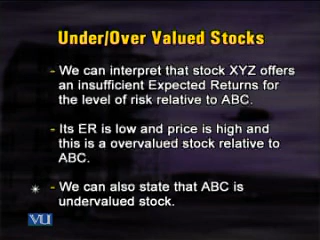 Under/Over Valued Stocks
- We can interpret that stock XYZ offers
an insufficient Expected Returns for
the level of risk relative to ABC.
- Its ER is low and price is high and
this is a overvalued stock relative to
ABC.
- We can also state that ABC is
undervalued stock.
VU